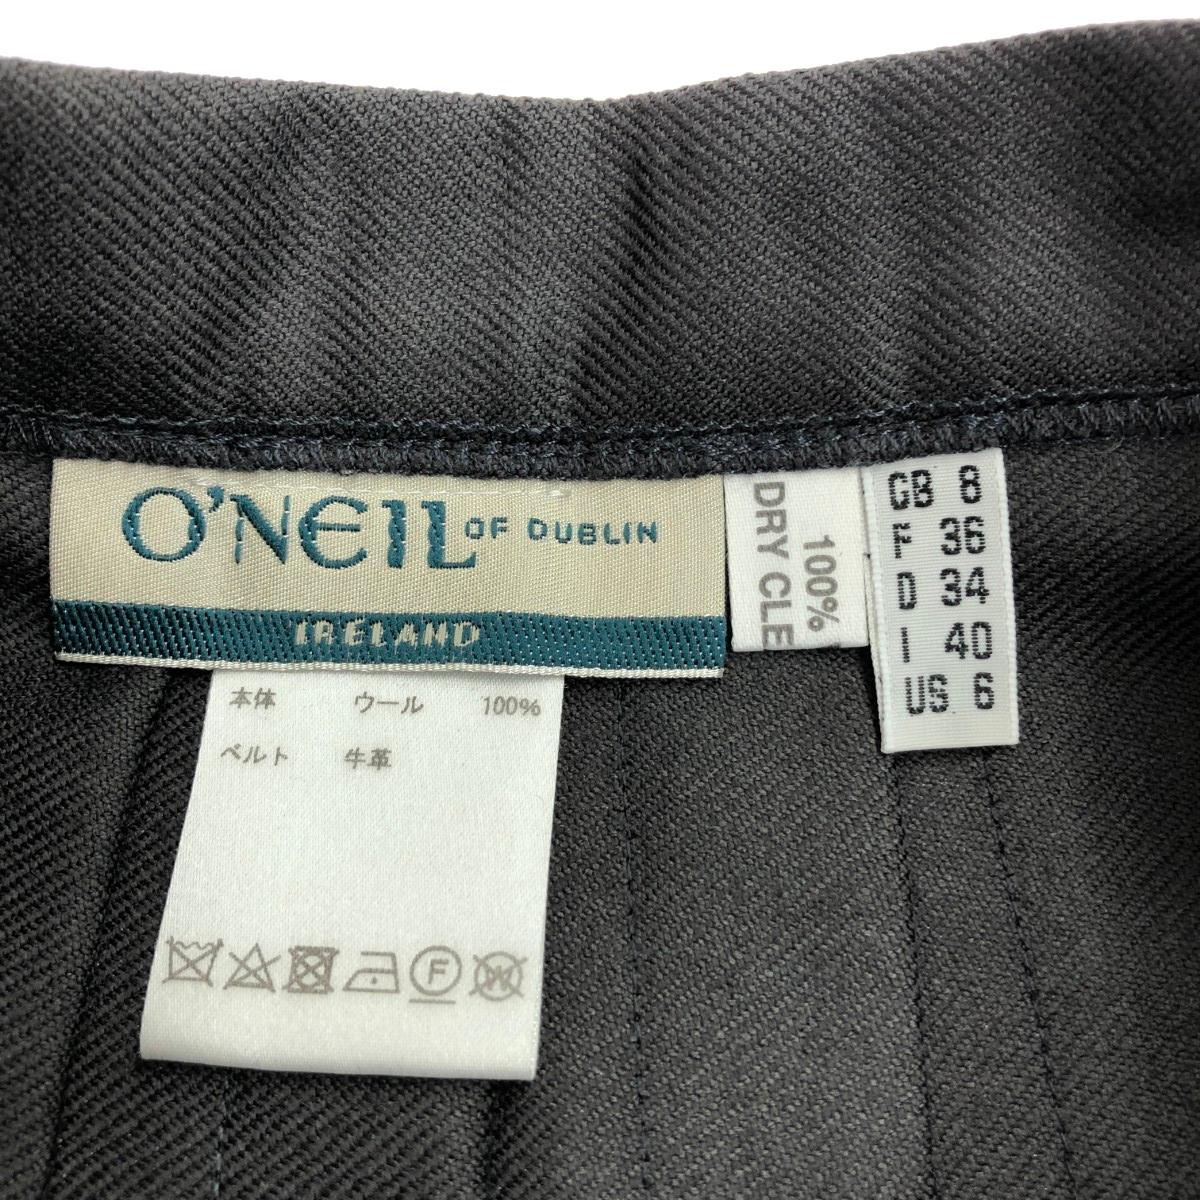 O'NEIL OF DUBLIN
IRELAND
100%
DRY CLE
GB 8
F 36
D 34
I 40
US 6
本体 ウール 100%
ベルト 牛革
F
W